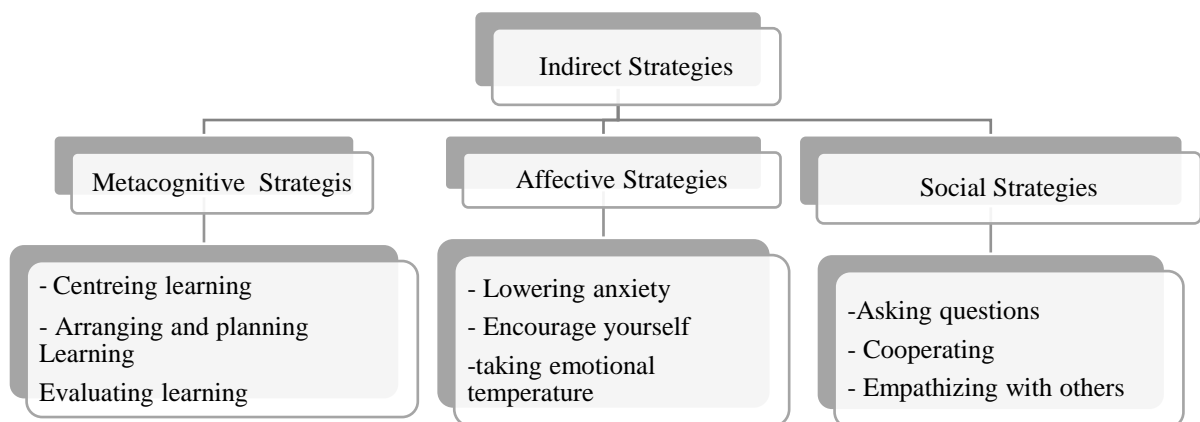 Indirect Strategies
Metacognitive Strategis
Affective Strategies
Social Strategies
- Centreing learning
- Arranging and planning
Learning
Evaluating learning
- Lowering anxiety
- Encourage yourself
-taking emotional
temperature
-Asking questions
- Cooperating
- Empathizing with others